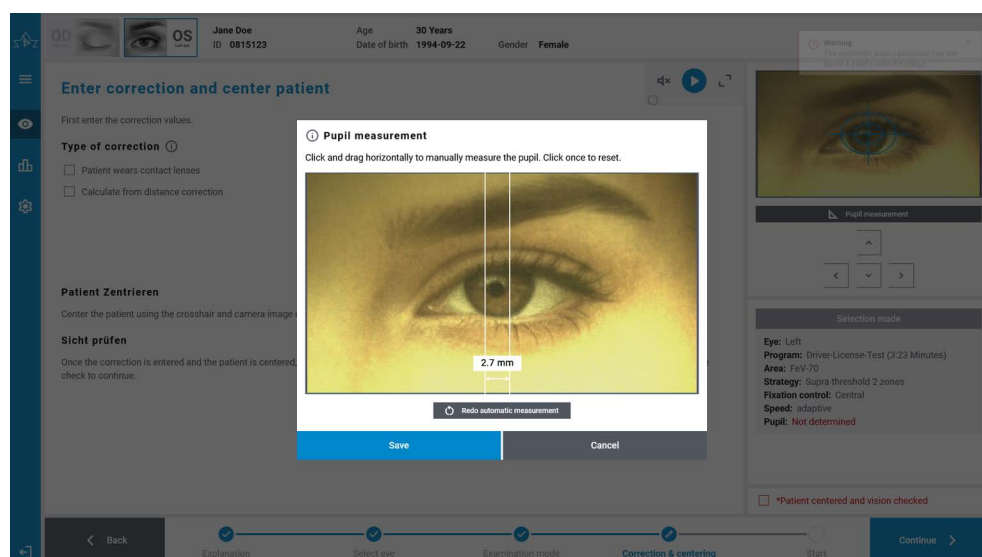 OD
OS
Left eye
Jane Doe
ID 0815123
Age 30 Years
Date of birth 1994-09-22
Gender Female
Warning
Enter correction and center patient
First enter the correction values.
Type of correction
Patient wears contact lenses
Calculate from distance correction
Patient Zentrieren
Center the patient using the crosshair and camera image
Sicht prüfen
Once the correction is entered and the patient is centered,
check to continue.
Pupil measurement
Click and drag horizontally to manually measure the pupil. Click once to reset.
2.7 mm
Redo automatic measurement
Save
Cancel
Pupil measurement
Selection made
Eye: Left
Program: Driver-License-Test (3:23 Minutes)
Area: FeV-70
Strategy: Supra threshold 2 zones
Fixation control: Central
Speed: adaptive
Pupil: Not determined
*Patient centered and vision checked
Back
Explanation
Select eye
Examination mode
Correction & centering
Start
Continue